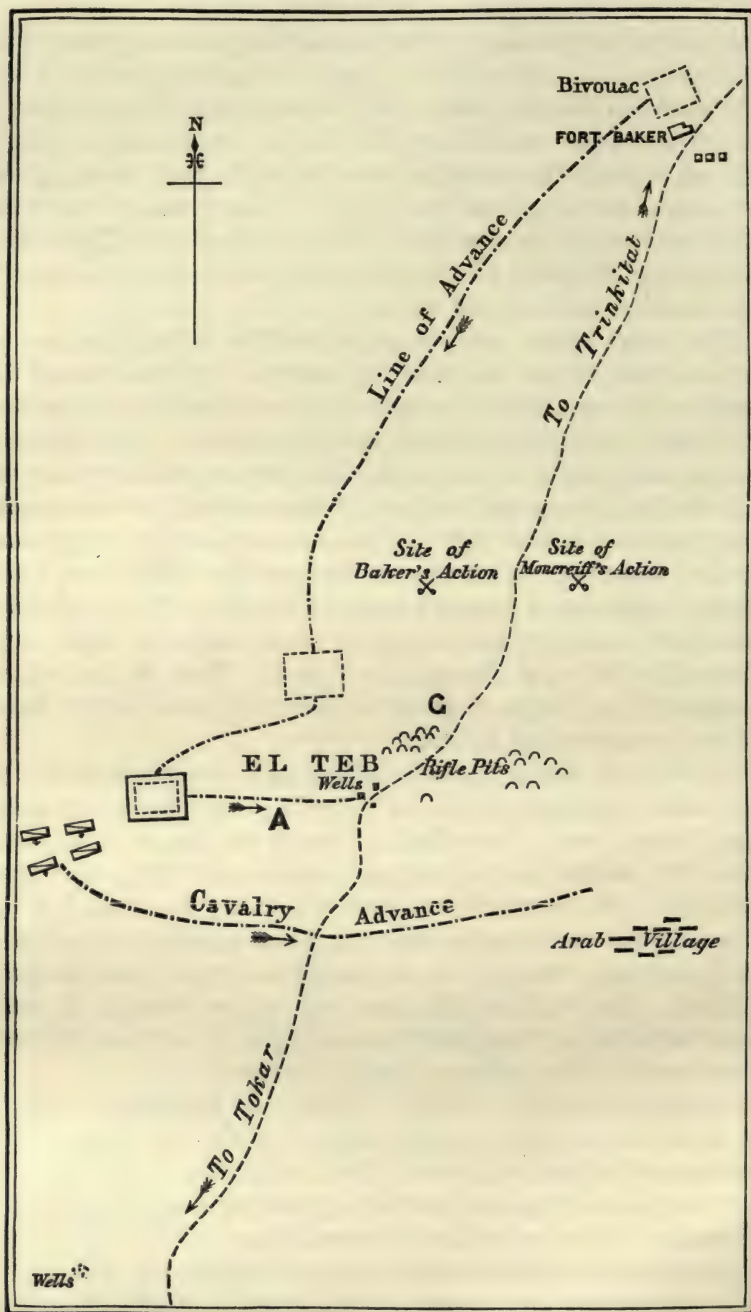 Bivouac
FORT BAKER
N
Line of Advance
To Trinkitat
Site of
Baker's Action
Site of
Moncreiff's Action
G
EL TEB
Wells
Rifle Pits
A
Cavalry Advance
Arab Village
To Tokar
Wells